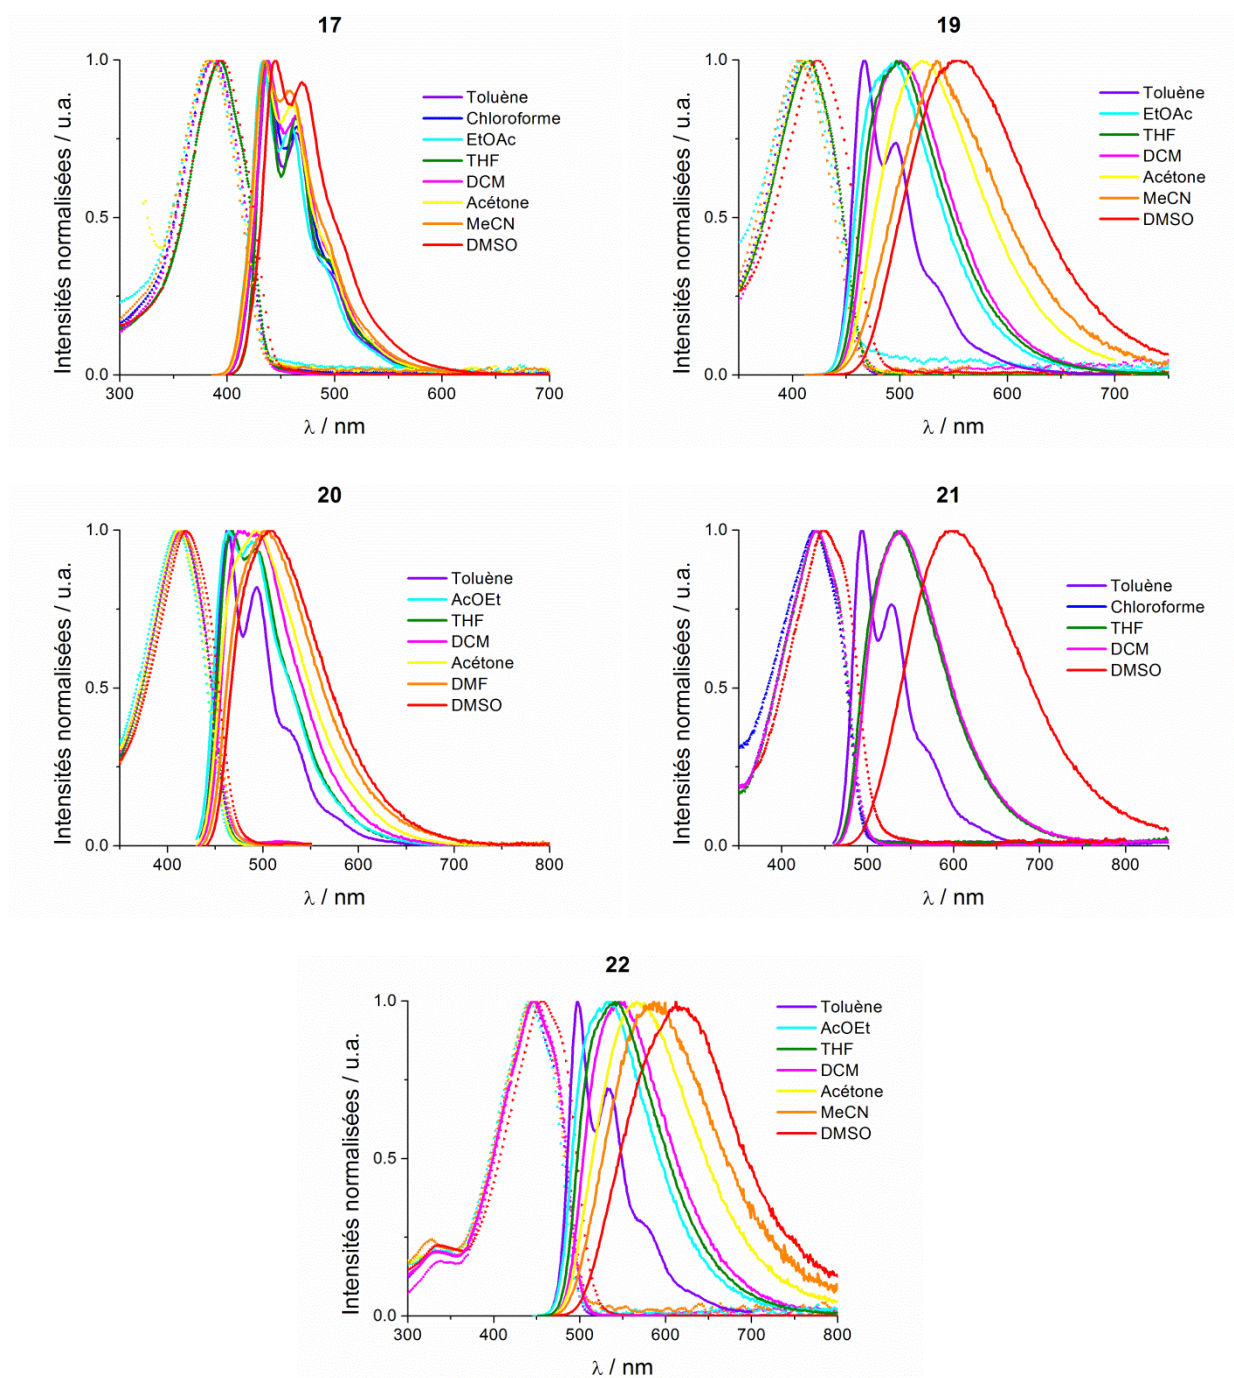 17
Intensités normalisées / u.a.
1.0
0.5
0.0
300
400
500
600
700
λ / nm
Toluène
Chloroforme
EtOAc
THF
DCM
Acétone
MeCN
DMSO
19
Intensités normalisées / u.a.
1.0
0.5
0.0
400
500
600
700
λ / nm
Toluène
EtOAc
THF
DCM
Acétone
MeCN
DMSO
20
Intensités normalisées / u.a.
1.0
0.5
0.0
400
500
600
700
800
λ / nm
Toluène
AcOEt
THF
DCM
Acétone
DMF
DMSO
21
Intensités normalisées / u.a.
1.0
0.5
0.0
400
500
600
700
800
λ / nm
Toluène
Chloroforme
THF
DCM
DMSO
22
Intensités normalisées / u.a.
1.0
0.5
0.0
300
400
500
600
700
800
λ / nm
Toluène
AcOEt
THF
DCM
Acétone
MeCN
DMSO